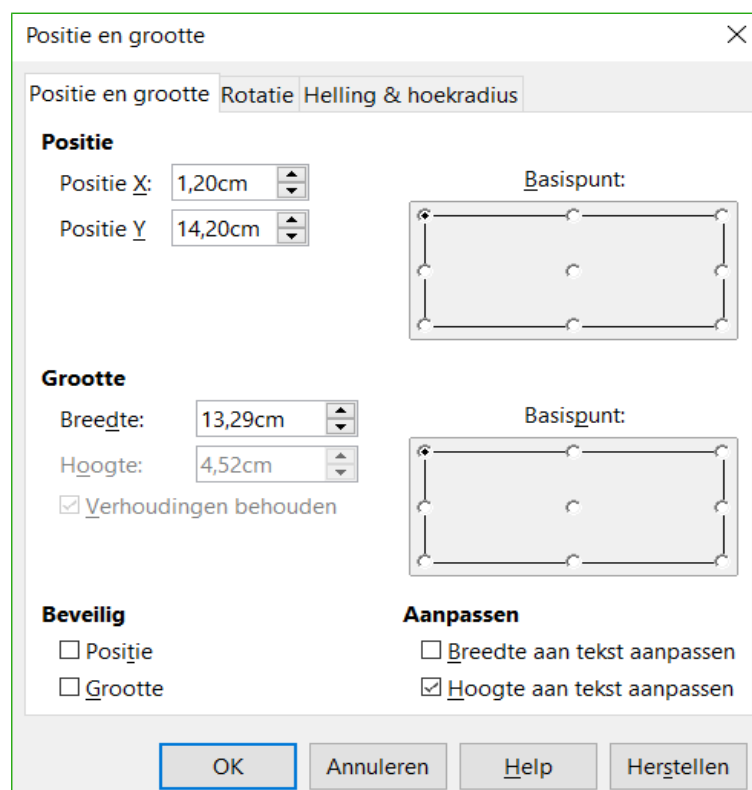 Positie en grootte
Positie en grootte Rotatie Helling & hoekradius
Positie
Positie X: 1,20cm
Positie Y 14,20cm
Basispunt:
Grootte
Breedte: 13,29cm
Hoogte: 4,52cm
Verhoudingen behouden
Basispunt:
Beveilig
Positie
Grootte
Aanpassen
Breedte aan tekst aanpassen
Hoogte aan tekst aanpassen
OK Annuleren Help Herstellen